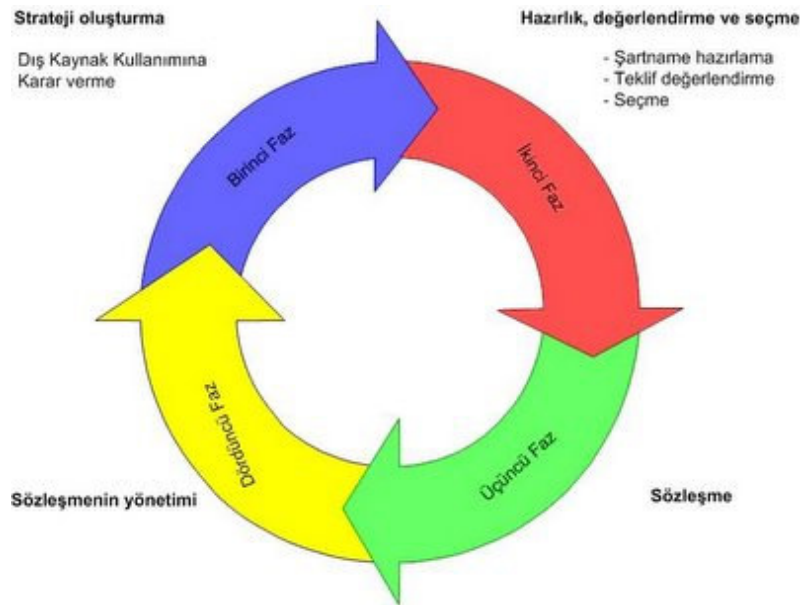 Strateji oluşturma
Dış Kaynak Kullanımına
Karar verme
Hazırlık, değerlendirme ve seçme
- Şartname hazırlama
- Teklif değerlendirme
- Seçme
Birinci Faz
İkinci Faz
Üçüncü Faz
Dördüncü Faz
Sözleşmenin yönetimi
Sözleşme